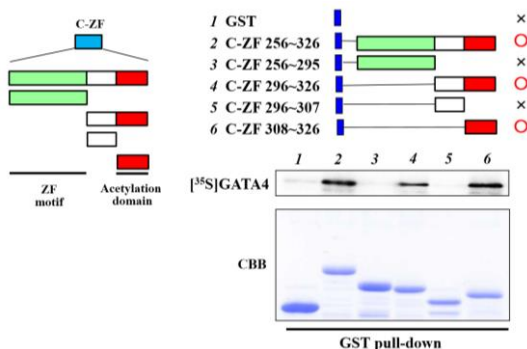 C-ZF
ZF
motif
Acetylation
domain
1 GST ×
2 C-ZF 256~326 ○
3 C-ZF 256~295 ×
4 C-ZF 296~326 ○
5 C-ZF 296~307 ×
6 C-ZF 308~326 ○
1 2 3 4 5 6
[³⁵S]GATA4
CBB
GST pull-down